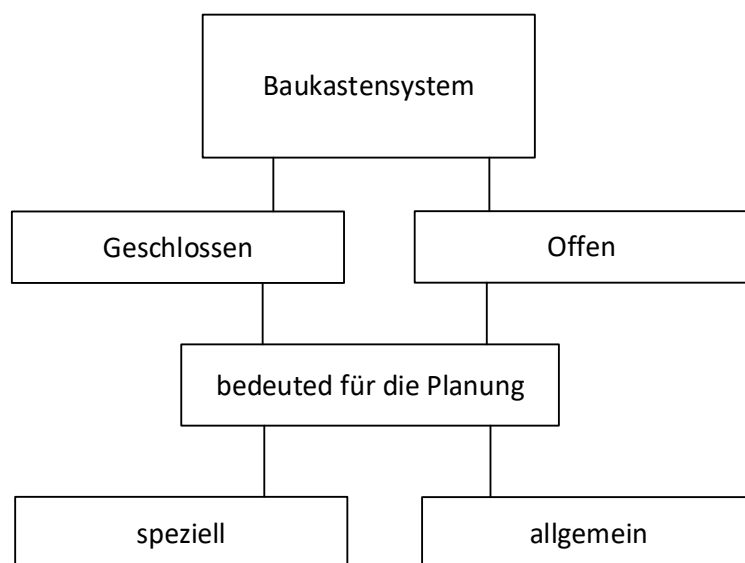 Baukastensystem
Geschlossen
Offen
bedeuted für die Planung
speziell
allgemein